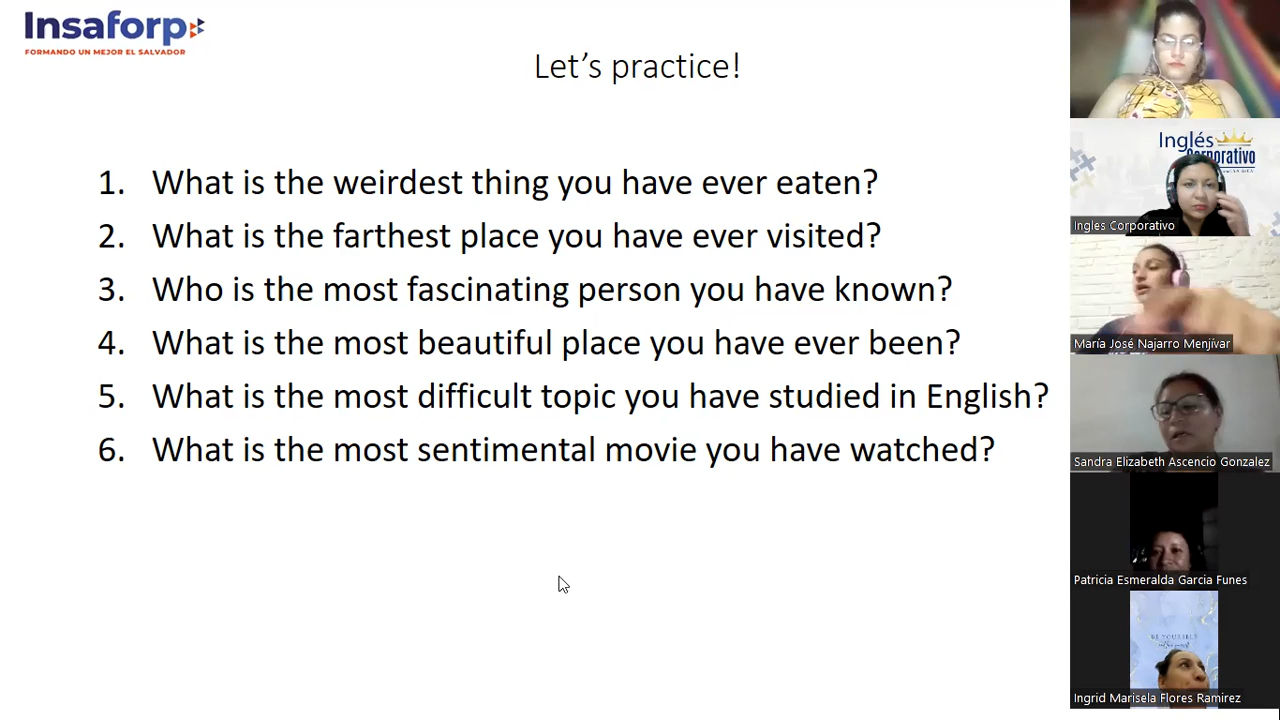 Insaforp
FORMANDO UN MEJOR EL SALVADOR
Let's practice!
1. What is the weirdest thing you have ever eaten?
2. What is the farthest place you have ever visited?
3. Who is the most fascinating person you have known?
4. What is the most beautiful place you have ever been?
5. What is the most difficult topic you have studied in English?
6. What is the most sentimental movie you have watched?
Inglés
Corporativo
Ingles Corporativo
María José Najarro Menjívar
Sandra Elizabeth Ascencio Gonzalez
Patricia Esmeralda Garcia Funes
BE YOURSELF
Ingrid Marisela Flores Ramirez